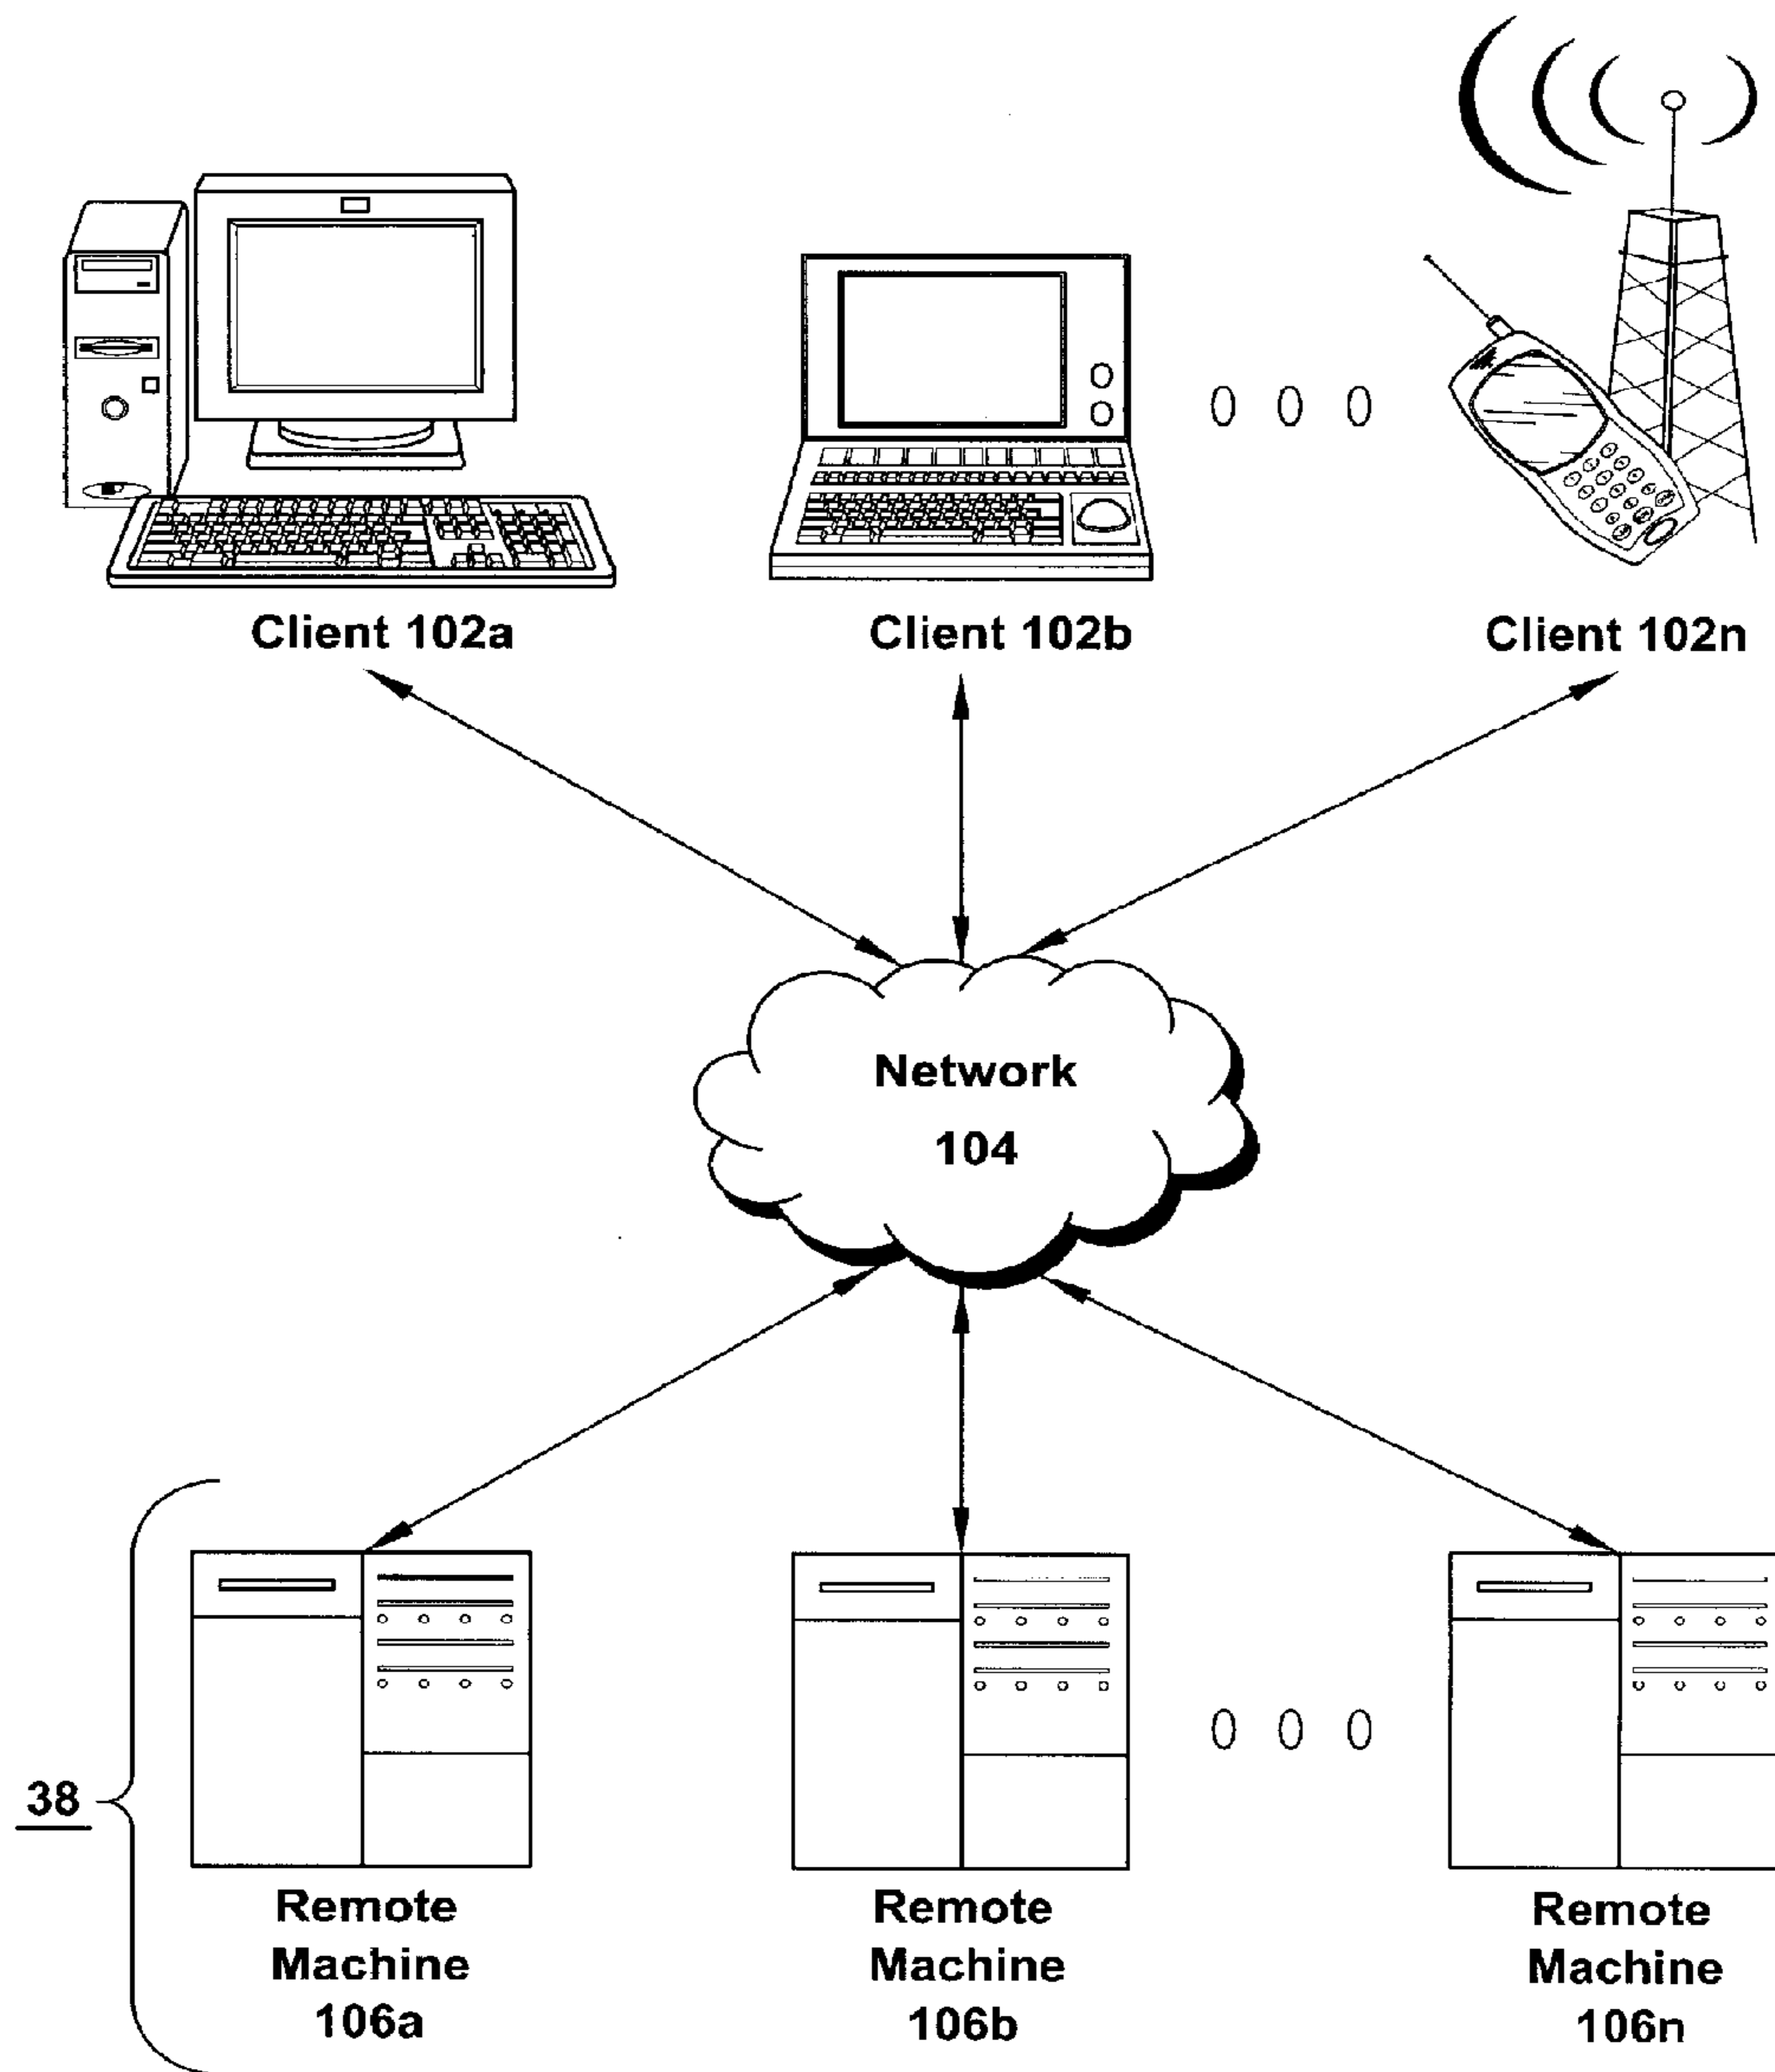 Client 102a
Client 102b
Client 102n
Network
104
38
Remote
Machine
106a
Remote
Machine
106b
Remote
Machine
106n